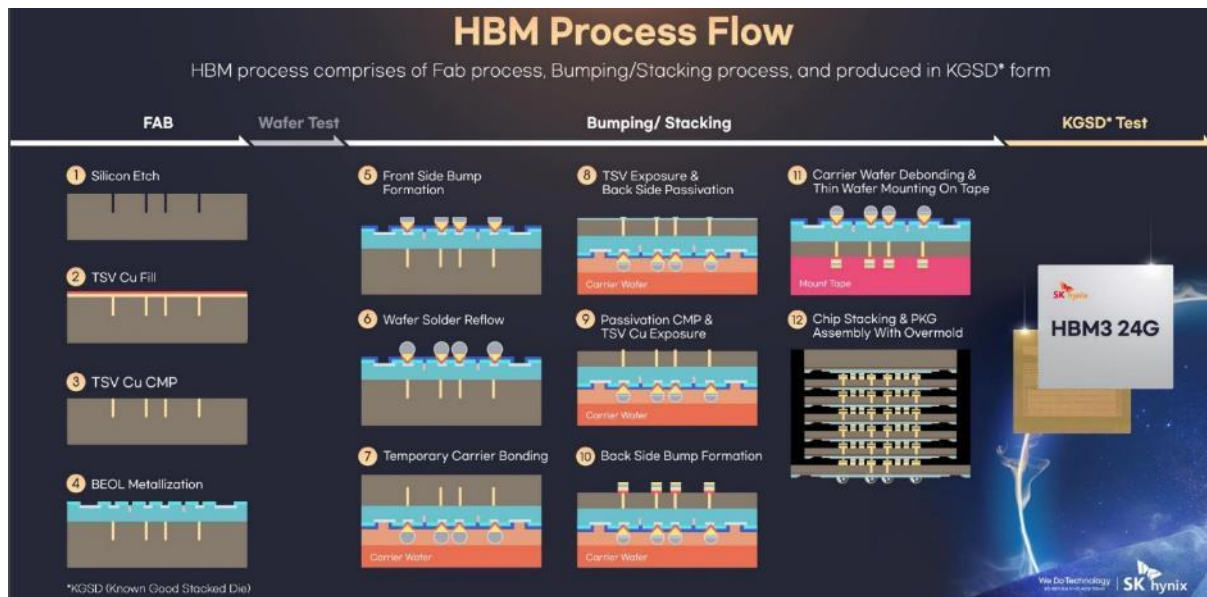 HBM Process Flow
HBM process comprises of Fab process, Bumping/Stacking process, and produced in KGSD* form
FAB
Wafer Test
Bumping/ Stacking
KGSD* Test
1 Silicon Etch
2 TSV Cu Fill
3 TSV Cu CMP
4 BEOL Metallization
5 Front Side Bump
Formation
6 Wafer Solder Reflow
7 Temporary Carrier Bonding
Carrier Wafer
8 TSV Exposure &
Back Side Passivation
Carrier Wafer
9 Passivation CMP &
TSV Cu Exposure
Carrier Wafer
10 Back Side Bump Formation
Carrier Wafer
11 Carrier Wafer Debonding &
Thin Wafer Mounting On Tape
Mount Tape
12 Chip Stacking & PKG
Assembly With Overmold
SK hynix
HBM3 24G
*KGSD (Known Good Stacked Die)
We Do Technology
SK hynix